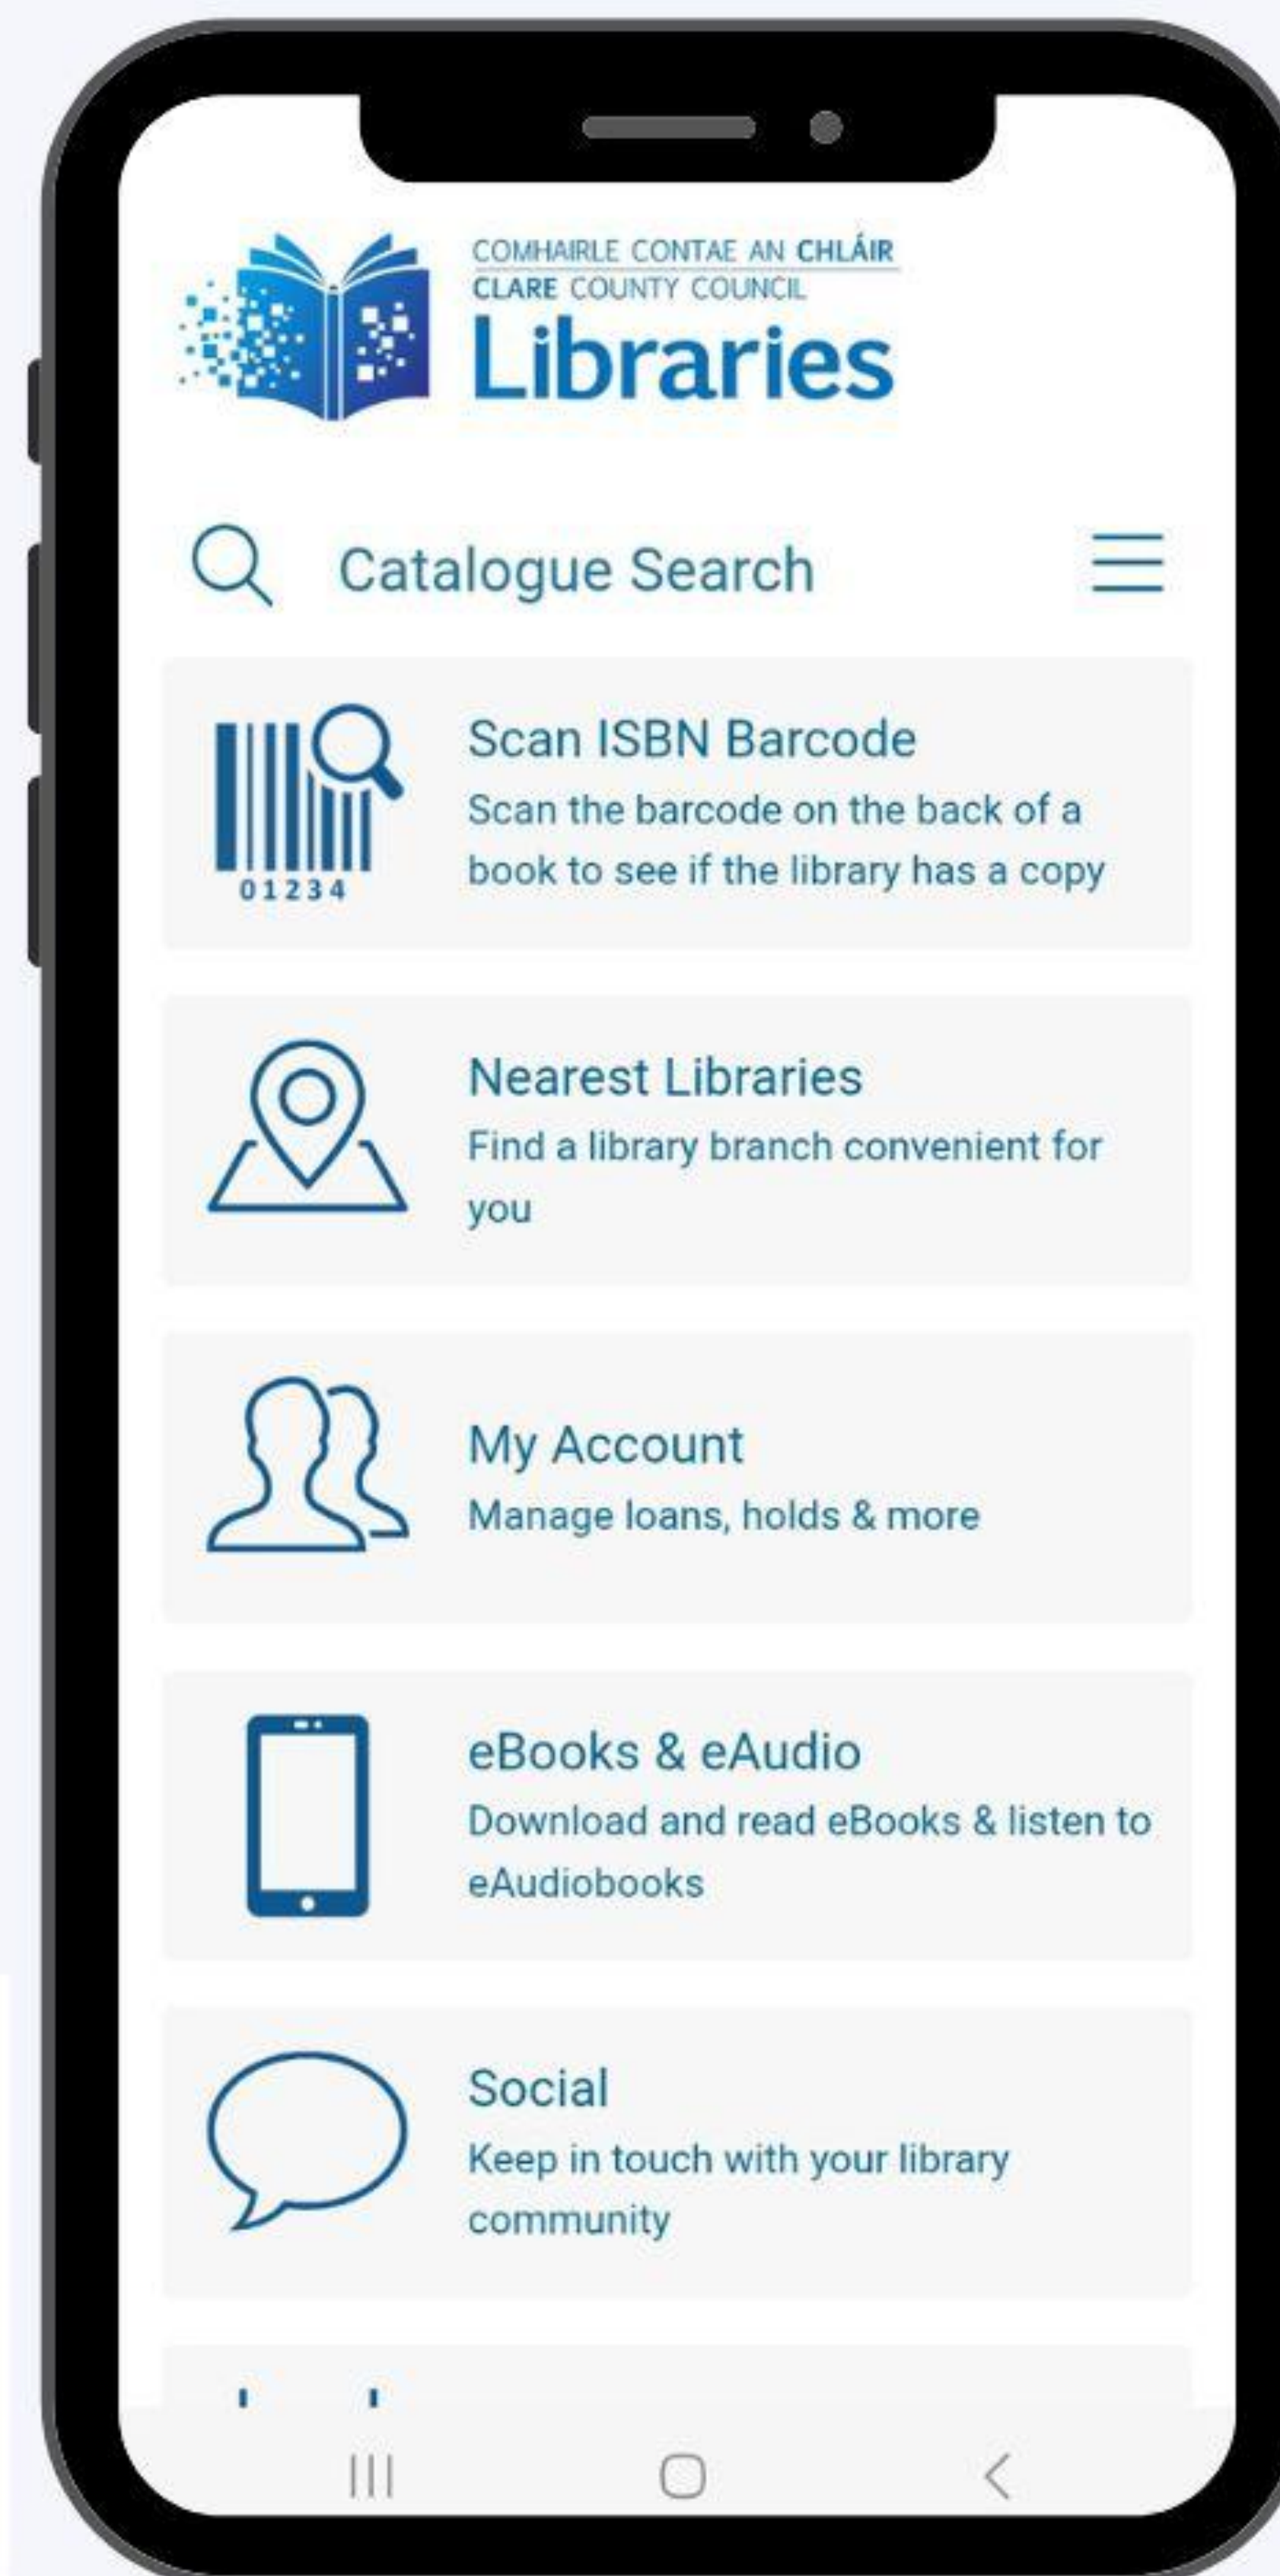 COMHAIRLE CONTAE AN CHLÁIR
CLARE COUNTY COUNCIL
Libraries
Catalogue Search
Scan ISBN Barcode
Scan the barcode on the back of a
book to see if the library has a copy
01234
Nearest Libraries
Find a library branch convenient for
you
My Account
Manage loans, holds & more
eBooks & eAudio
Download and read eBooks & listen to
eAudiobooks
Social
Keep in touch with your library
community